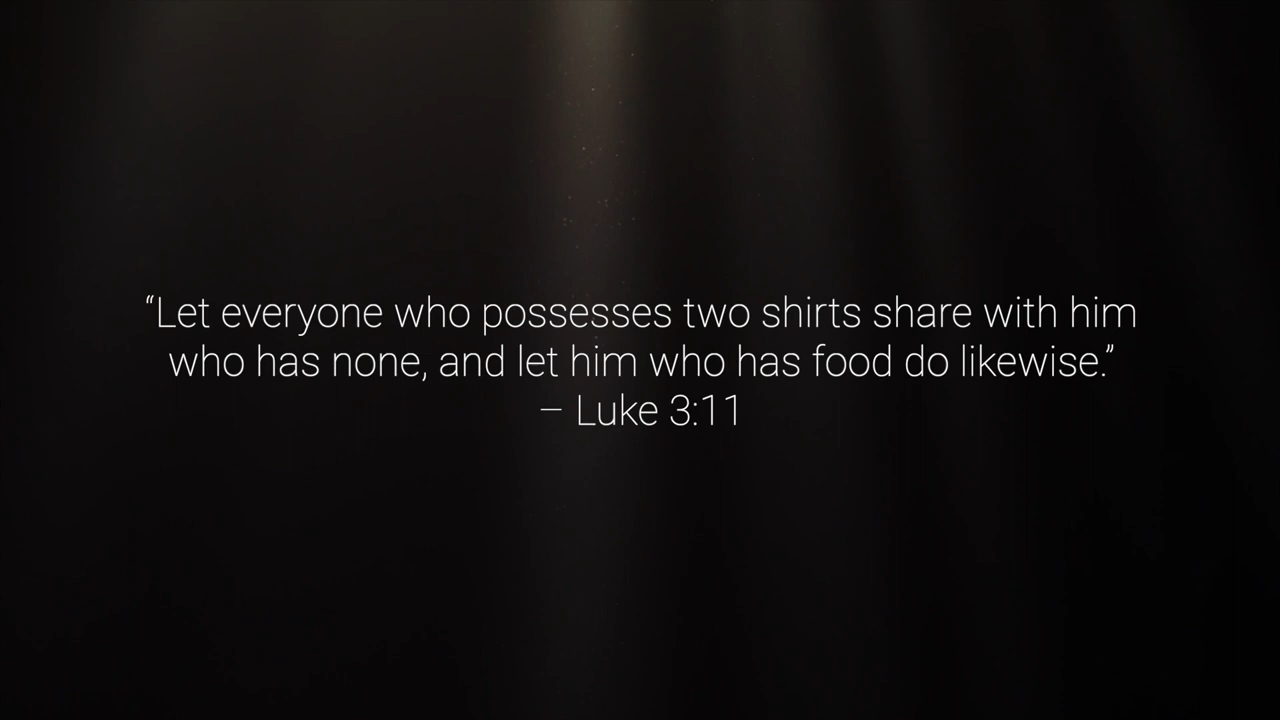 “Let everyone who possesses two shirts share with him
who has none, and let him who has food do likewise.”
– Luke 3:11